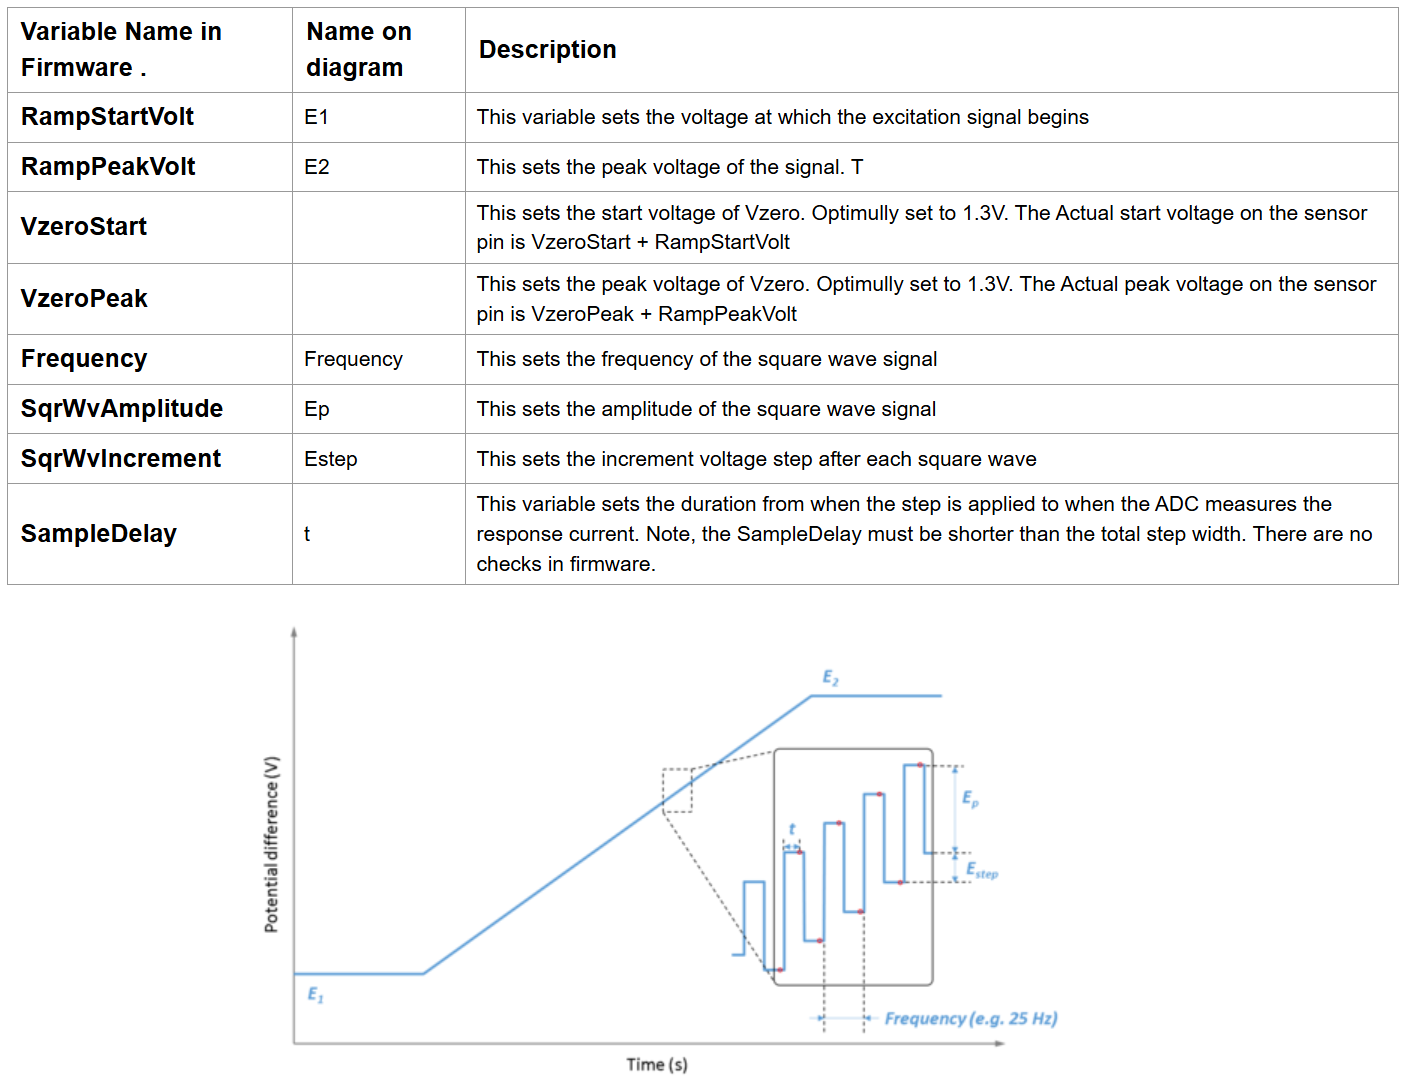 Variable Name in
Firmware .
Name on
diagram
Description
RampStartVolt
E1
This variable sets the voltage at which the excitation signal begins
RampPeakVolt
E2
This sets the peak voltage of the signal. T
VzeroStart
This sets the start voltage of Vzero. Optimully set to 1.3V. The Actual start voltage on the sensor
pin is VzeroStart + RampStartVolt
VzeroPeak
This sets the peak voltage of Vzero. Optimully set to 1.3V. The Actual peak voltage on the sensor
pin is VzeroPeak + RampPeakVolt
Frequency
Frequency
This sets the frequency of the square wave signal
SqrWvAmplitude
Ep
This sets the amplitude of the square wave signal
SqrWvIncrement
Estep
This sets the increment voltage step after each square wave
SampleDelay
t
This variable sets the duration from when the step is applied to when the ADC measures the
response current. Note, the SampleDelay must be shorter than the total step width. There are no
checks in firmware.
E2
Potential difference (V)
Ep
t
Estep
E1
Frequency (e.g. 25 Hz)
Time (s)